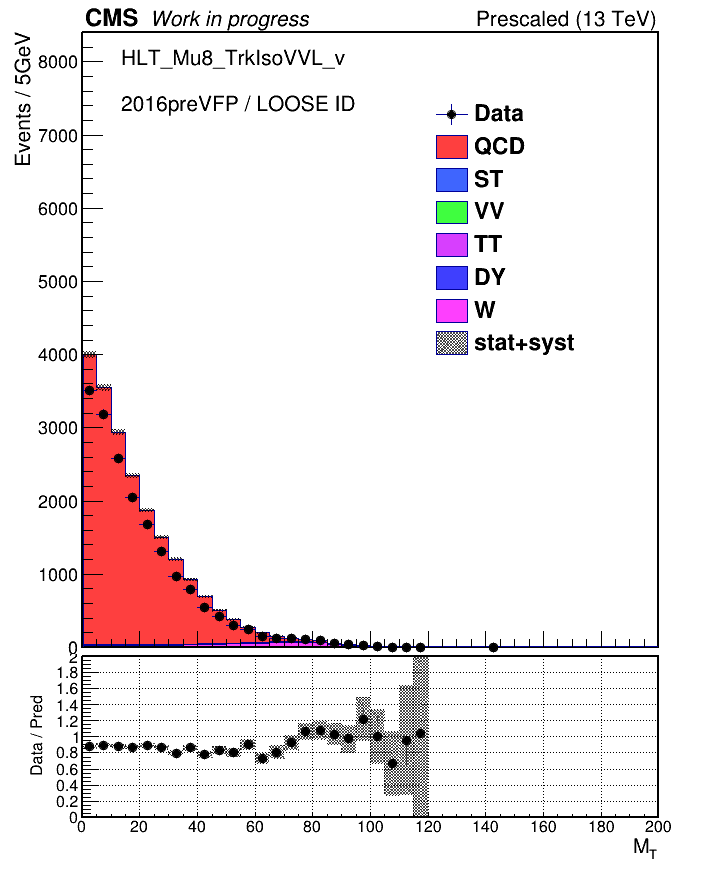 CMS Work in progress Prescaled (13 TeV)
HLT_Mu8_TrkIsoVVL_v
2016preVFP / LOOSE ID
Events / 5GeV
8000
7000
6000
5000
4000
3000
2000
1000
0
Data
QCD
ST
VV
TT
DY
W
stat+syst
Data / Pred
2
1.8
1.6
1.4
1.2
1
0.8
0.6
0.4
0.2
0
0 20 40 60 80 100 120 140 160 180 200
M_T